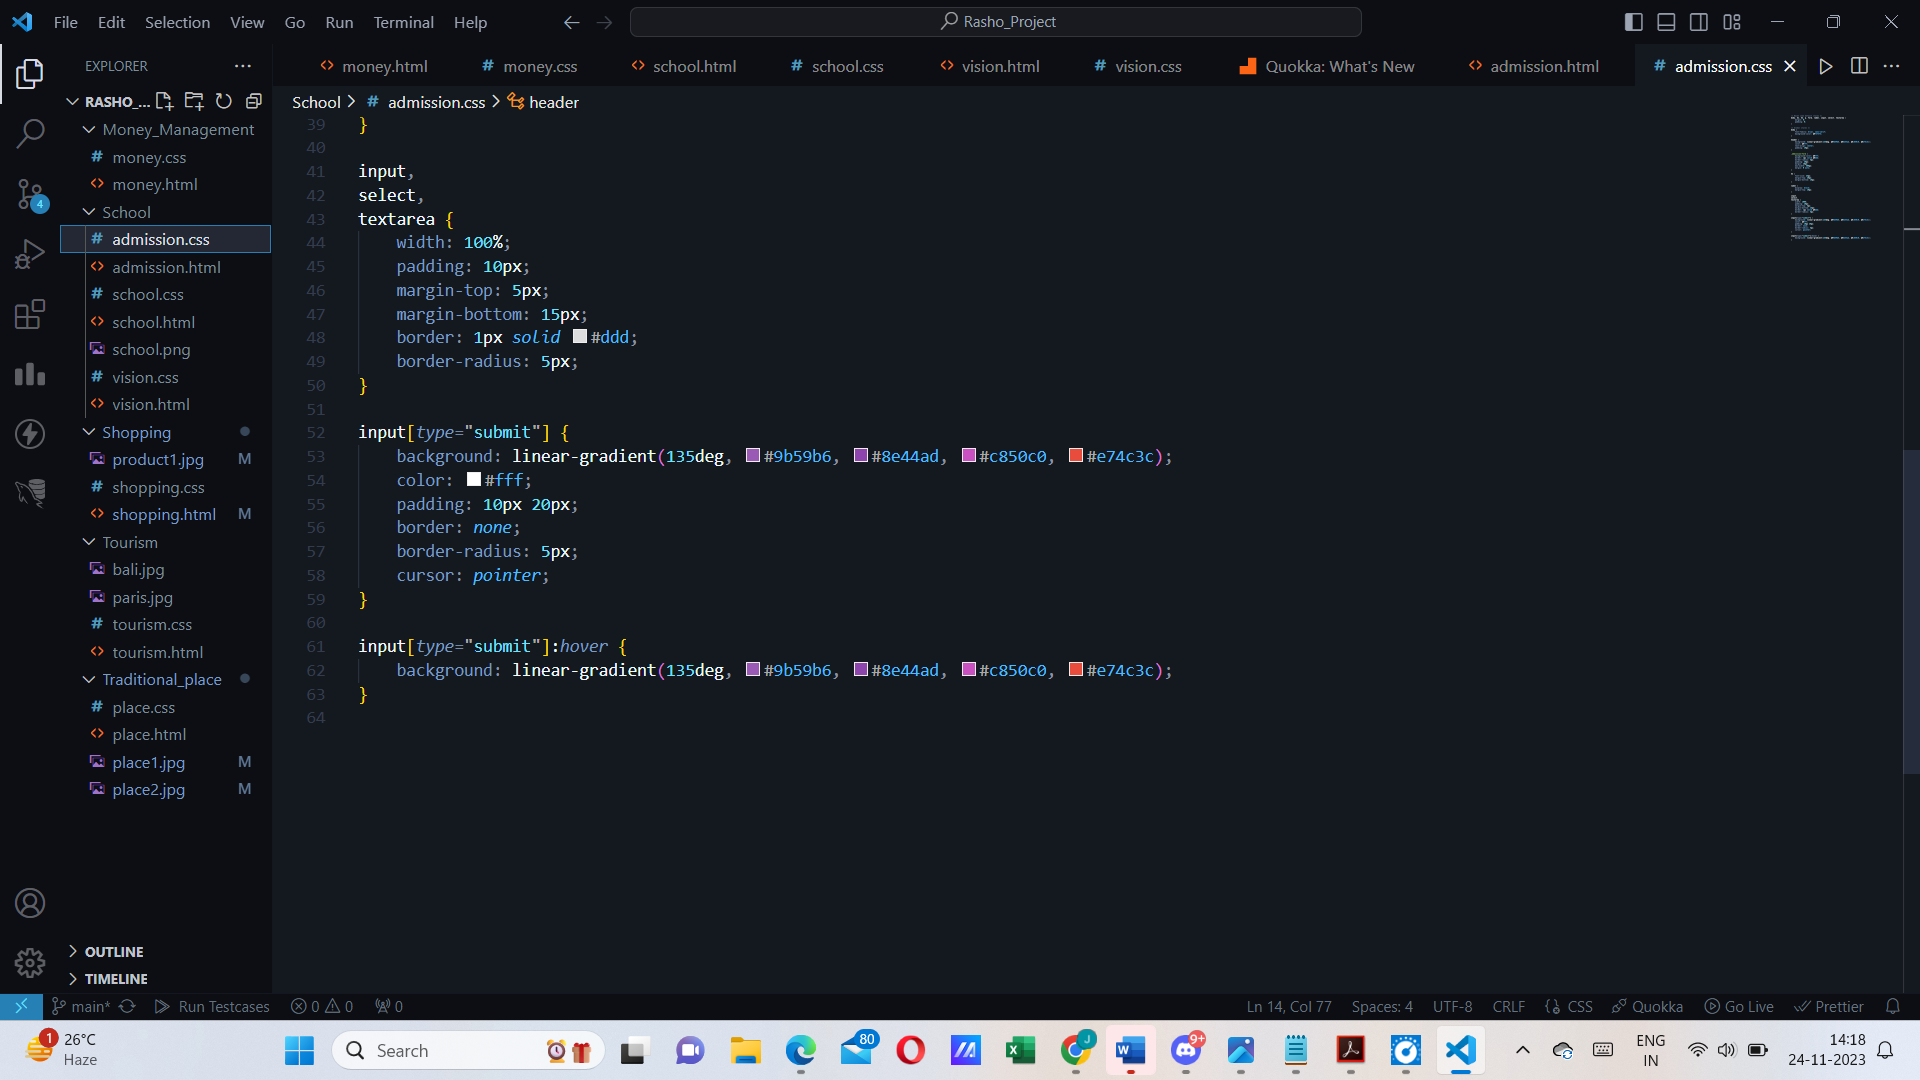 File Edit Selection View Go Run Terminal Help
Rasho_Project
EXPLORER
money.html money.css school.html school.css vision.html vision.css Quokka: What's New admission.html admission.css
RASHO_...
School > admission.css > header
Money_Management
money.css
money.html
School
admission.css
admission.html
school.css
school.html
school.png
vision.css
vision.html
Shopping
product1.jpg M
shopping.css
shopping.html M
Tourism
bali.jpg
paris.jpg
tourism.css
tourism.html
Traditional_place
place.css
place.html
place1.jpg M
place2.jpg M
OUTLINE
TIMELINE
39 }
40
41 input,
42 select,
43 textarea {
44 width: 100%;
45 padding: 10px;
46 margin-top: 5px;
47 margin-bottom: 15px;
48 border: 1px solid #ddd;
49 border-radius: 5px;
50 }
51
52 input[type="submit"] {
53 background: linear-gradient(135deg, #9b59b6, #8e44ad, #c850c0, #e74c3c);
54 color: #fff;
55 padding: 10px 20px;
56 border: none;
57 border-radius: 5px;
58 cursor: pointer;
59 }
60
61 input[type="submit"]:hover {
62 background: linear-gradient(135deg, #9b59b6, #8e44ad, #c850c0, #e74c3c);
63 }
64
4
main* Run Testcases 0 0 0 Ln 14, Col 77 Spaces: 4 UTF-8 CRLF CSS Quokka Go Live Prettier
1 26°C
Haze
Search
80
J
9+
ENG
IN
14:18
24-11-2023